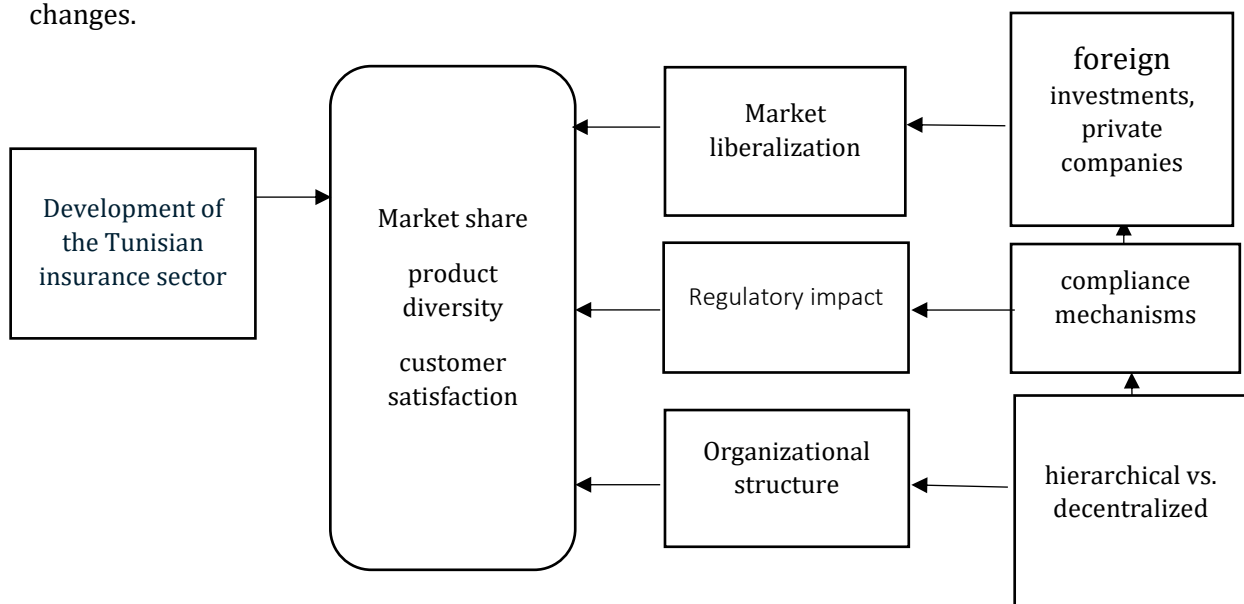 changes.
Development of
the Tunisian
insurance sector
Market share
product
diversity
customer
satisfaction
Market
liberalization
Regulatory impact
Organizational
structure
foreign
investments,
private
companies
compliance
mechanisms
hierarchical vs.
decentralized